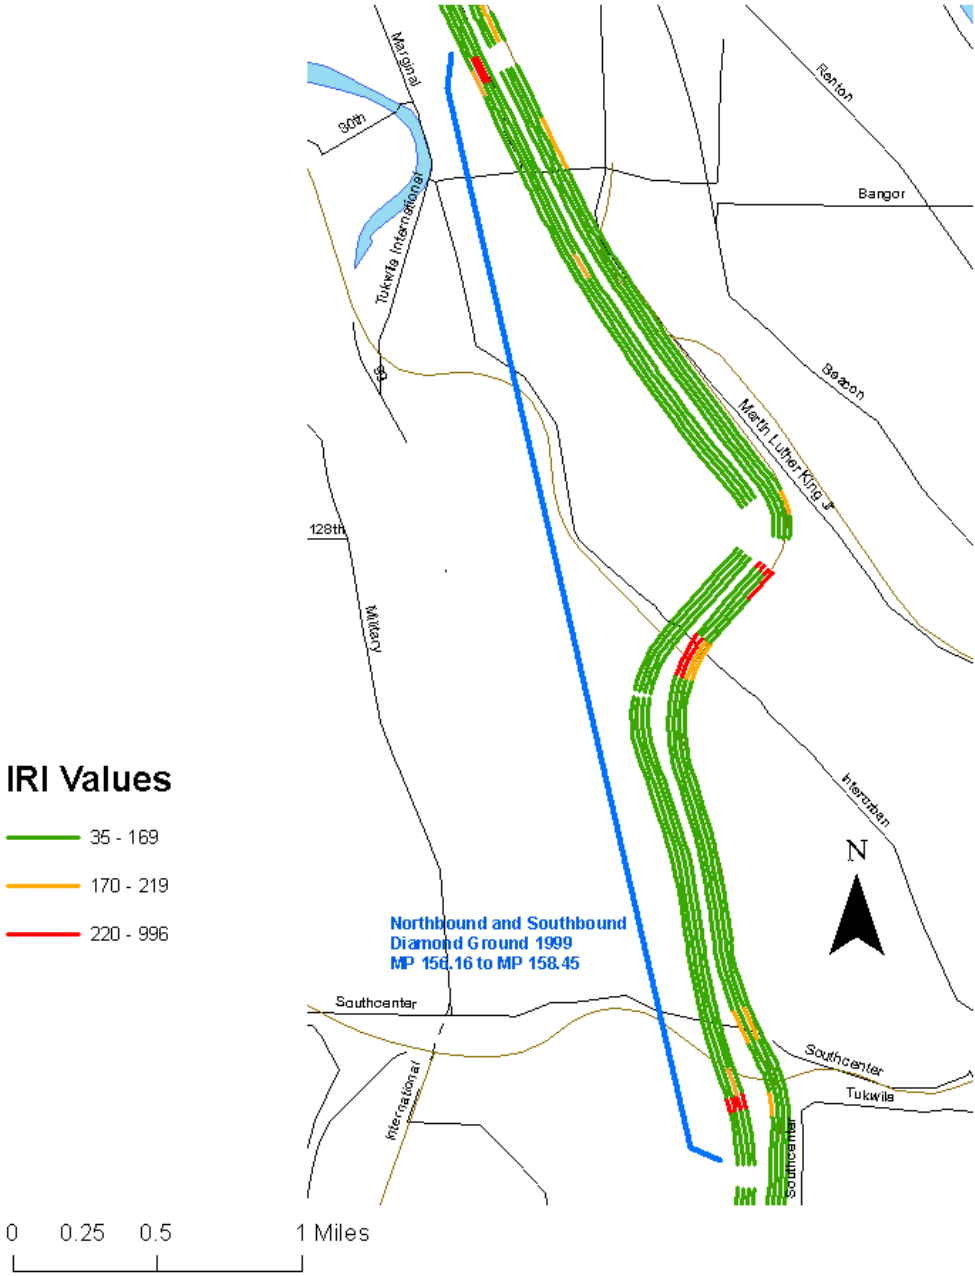 Marginal
Renton
30th
Bangor
Tukwila International
99
Beacon
Martin Luther King Jr
128th
Military
IRI Values
35 - 169
170 - 219
220 - 996
Interurban
N
Northbound and Southbound
Diamond Ground 1999
MP 156.16 to MP 158.45
Southcenter
Southcenter
Tukwila
International
Southcenter
0 0.25 0.5 1 Miles